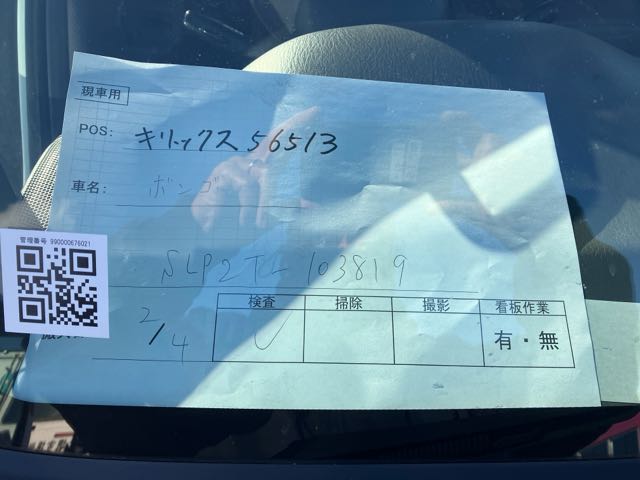 現車用
POS: キリックス 56513
車名: ボンゴ
管理番号 990000676021
SLP2TL-103819
2/4
検査 掃除 撮影 看板作業
有・無